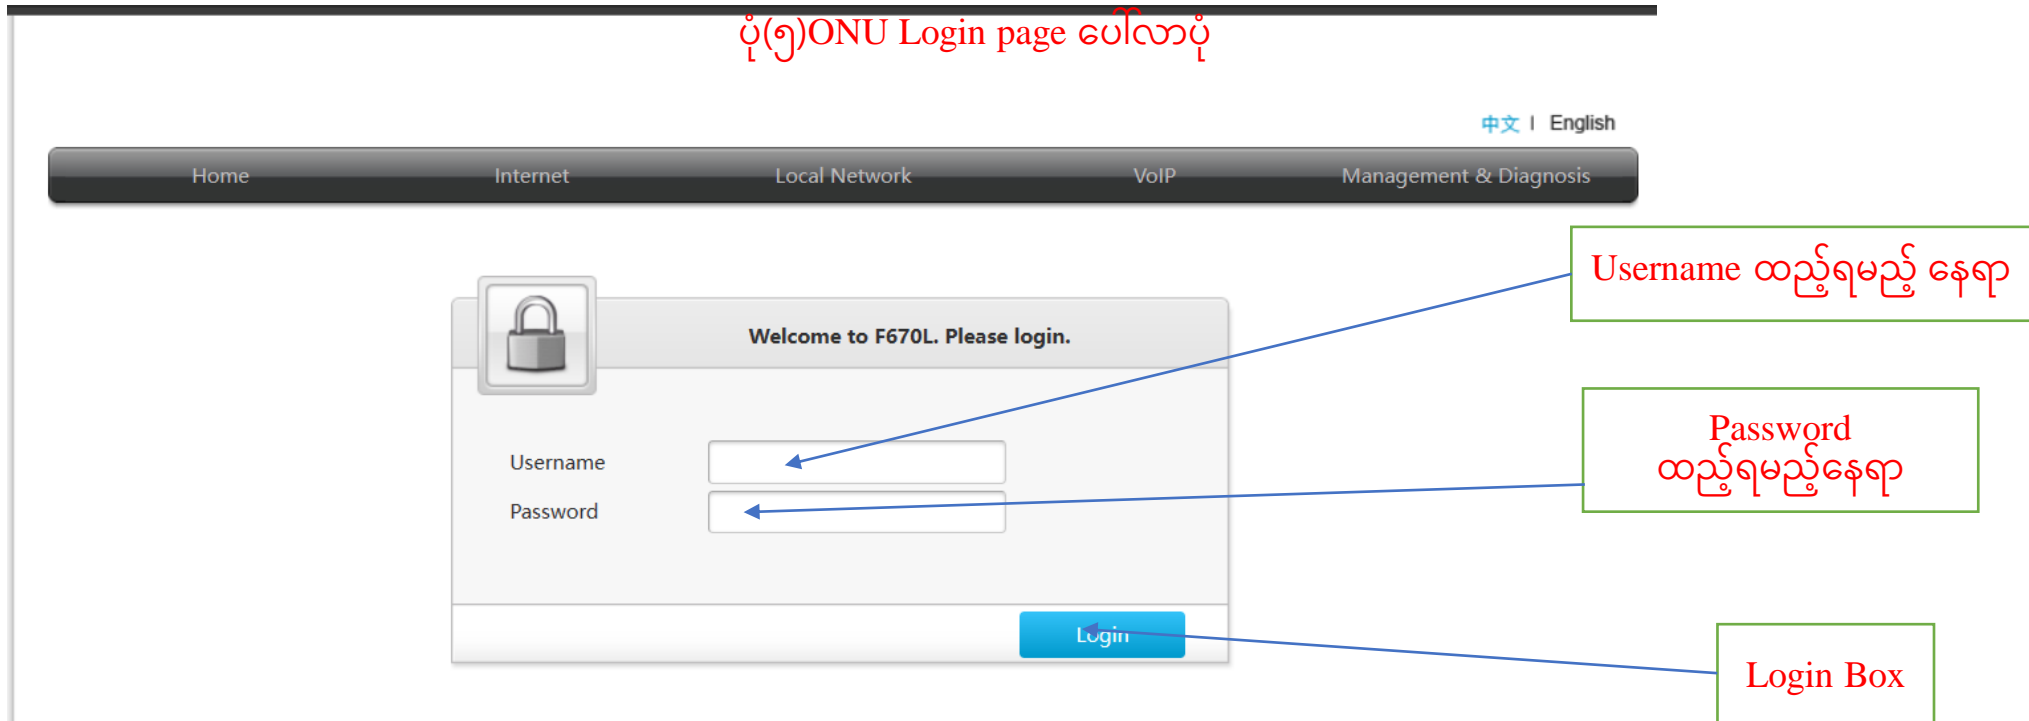 ပုံ(၅)ONU Login page ပေါ်လာပုံ
中文 | English
Home Internet Local Network VoIP Management & Diagnosis
Username ထည့်ရမည့် နေရာ
Welcome to F670L. Please login.
Password
ထည့်ရမည့်နေရာ
Username
Password
Login
Login Box